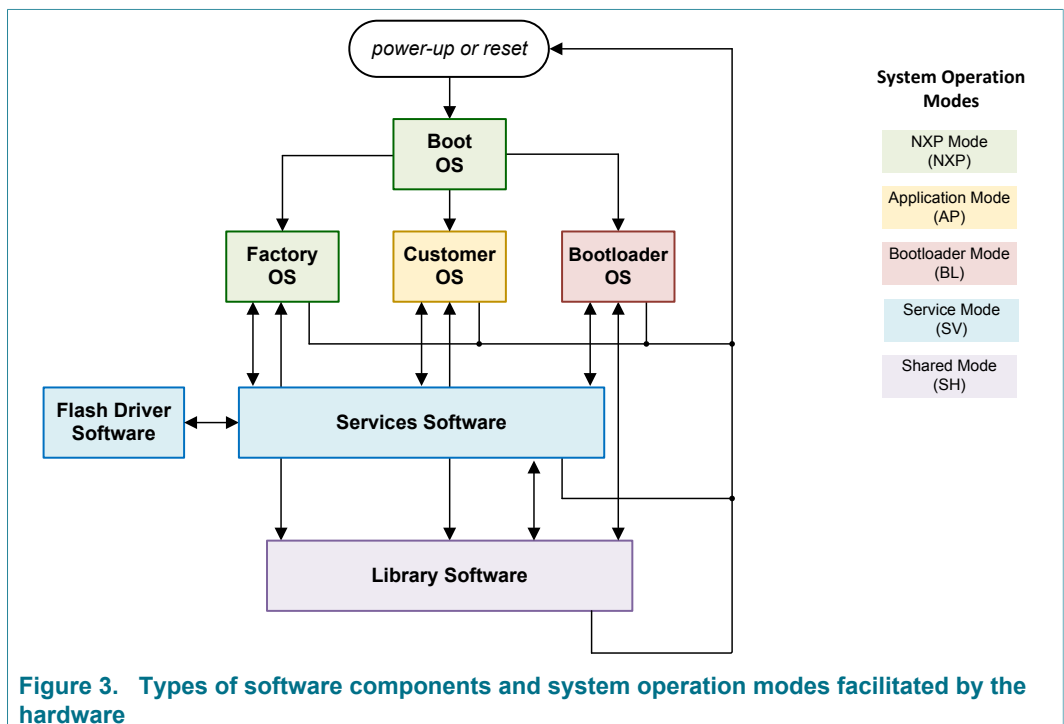 power-up or reset
System Operation
Modes
Boot
OS
NXP Mode
(NXP)
Application Mode
(AP)
Factory
OS
Customer
OS
Bootloader
OS
Bootloader Mode
(BL)
Service Mode
(SV)
Shared Mode
(SH)
Flash Driver
Software
Services Software
Library Software
Figure 3. Types of software components and system operation modes facilitated by the
hardware